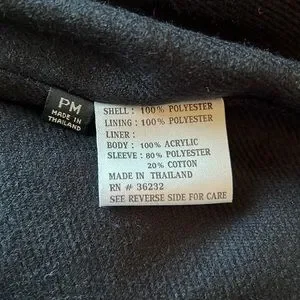 PM
MADE IN
THAILAND
SHELL : 100% POLYESTER
LINING : 100% POLYESTER
LINER :
BODY : 100% ACRYLIC
SLEEVE : 80% POLYESTER
20% COTTON
MADE IN THAILAND
RN # 36232
SEE REVERSE SIDE FOR CARE